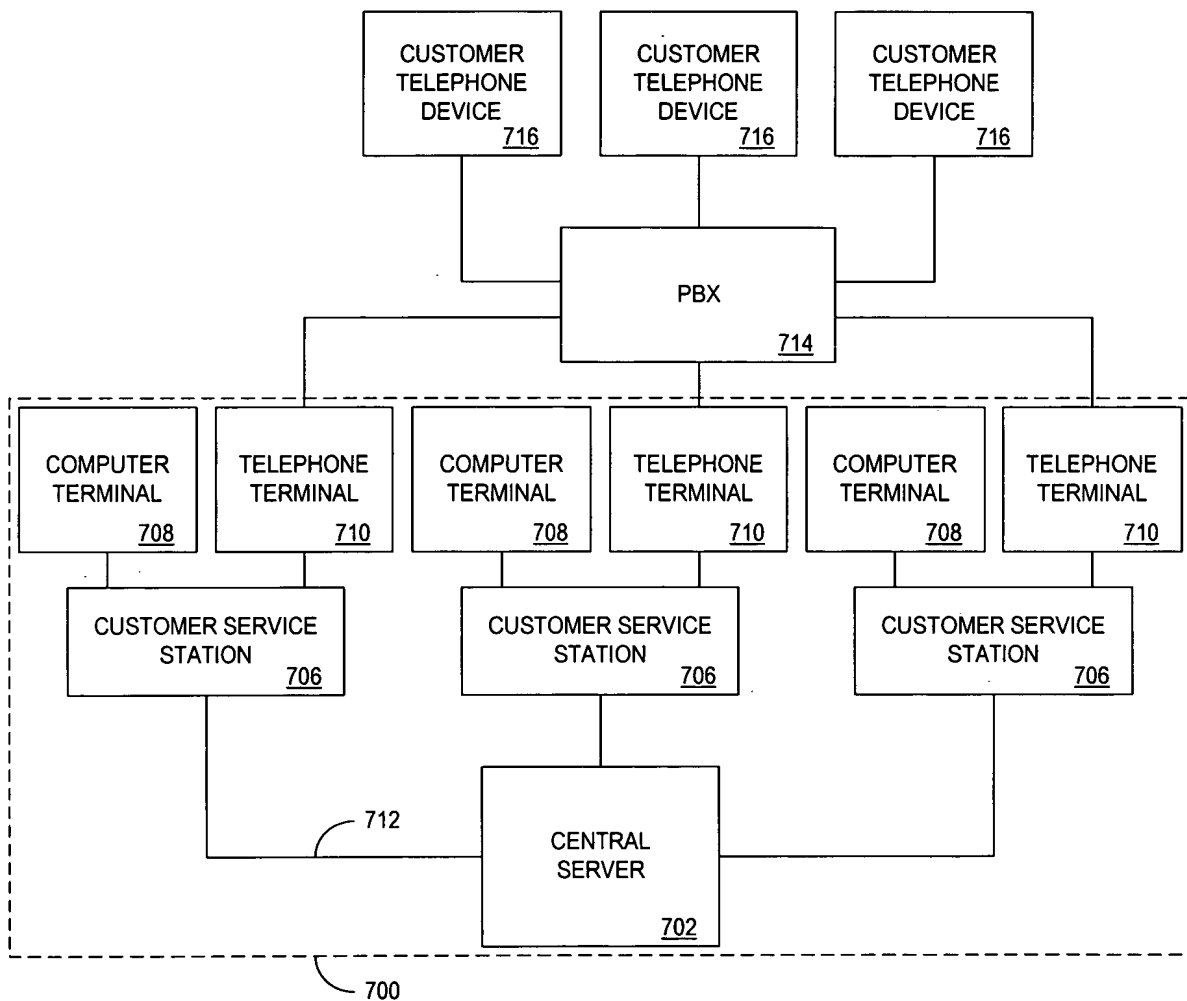 CUSTOMER
TELEPHONE
DEVICE
716
CUSTOMER
TELEPHONE
DEVICE
716
CUSTOMER
TELEPHONE
DEVICE
716
PBX
714
COMPUTER
TERMINAL
708
TELEPHONE
TERMINAL
710
COMPUTER
TERMINAL
708
TELEPHONE
TERMINAL
710
COMPUTER
TERMINAL
708
TELEPHONE
TERMINAL
710
CUSTOMER SERVICE
STATION
706
CUSTOMER SERVICE
STATION
706
CUSTOMER SERVICE
STATION
706
712
CENTRAL
SERVER
702
700